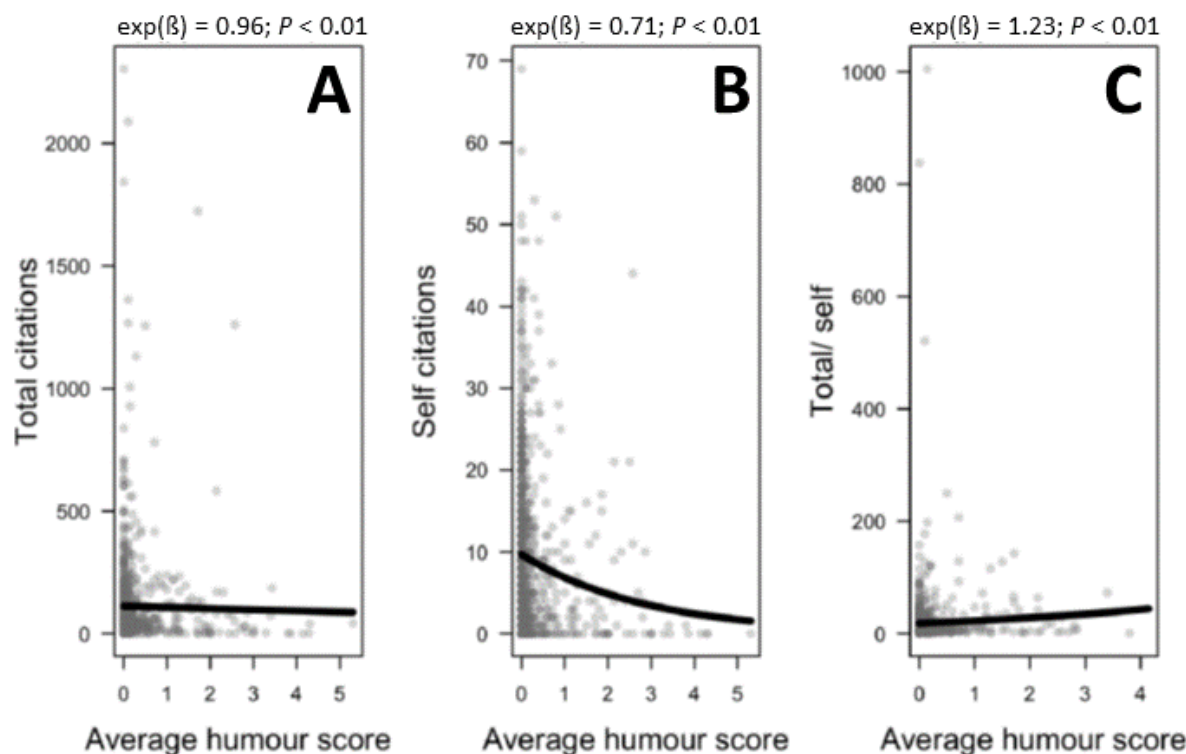 exp(ß) = 0.96; P < 0.01
A
Total citations
2000
1500
1000
500
0
0 1 2 3 4 5
Average humour score
exp(ß) = 0.71; P < 0.01
B
Self citations
70
60
50
40
30
20
10
0
0 1 2 3 4 5
Average humour score
exp(ß) = 1.23; P < 0.01
C
Total/ self
1000
800
600
400
200
0
0 1 2 3 4
Average humour score